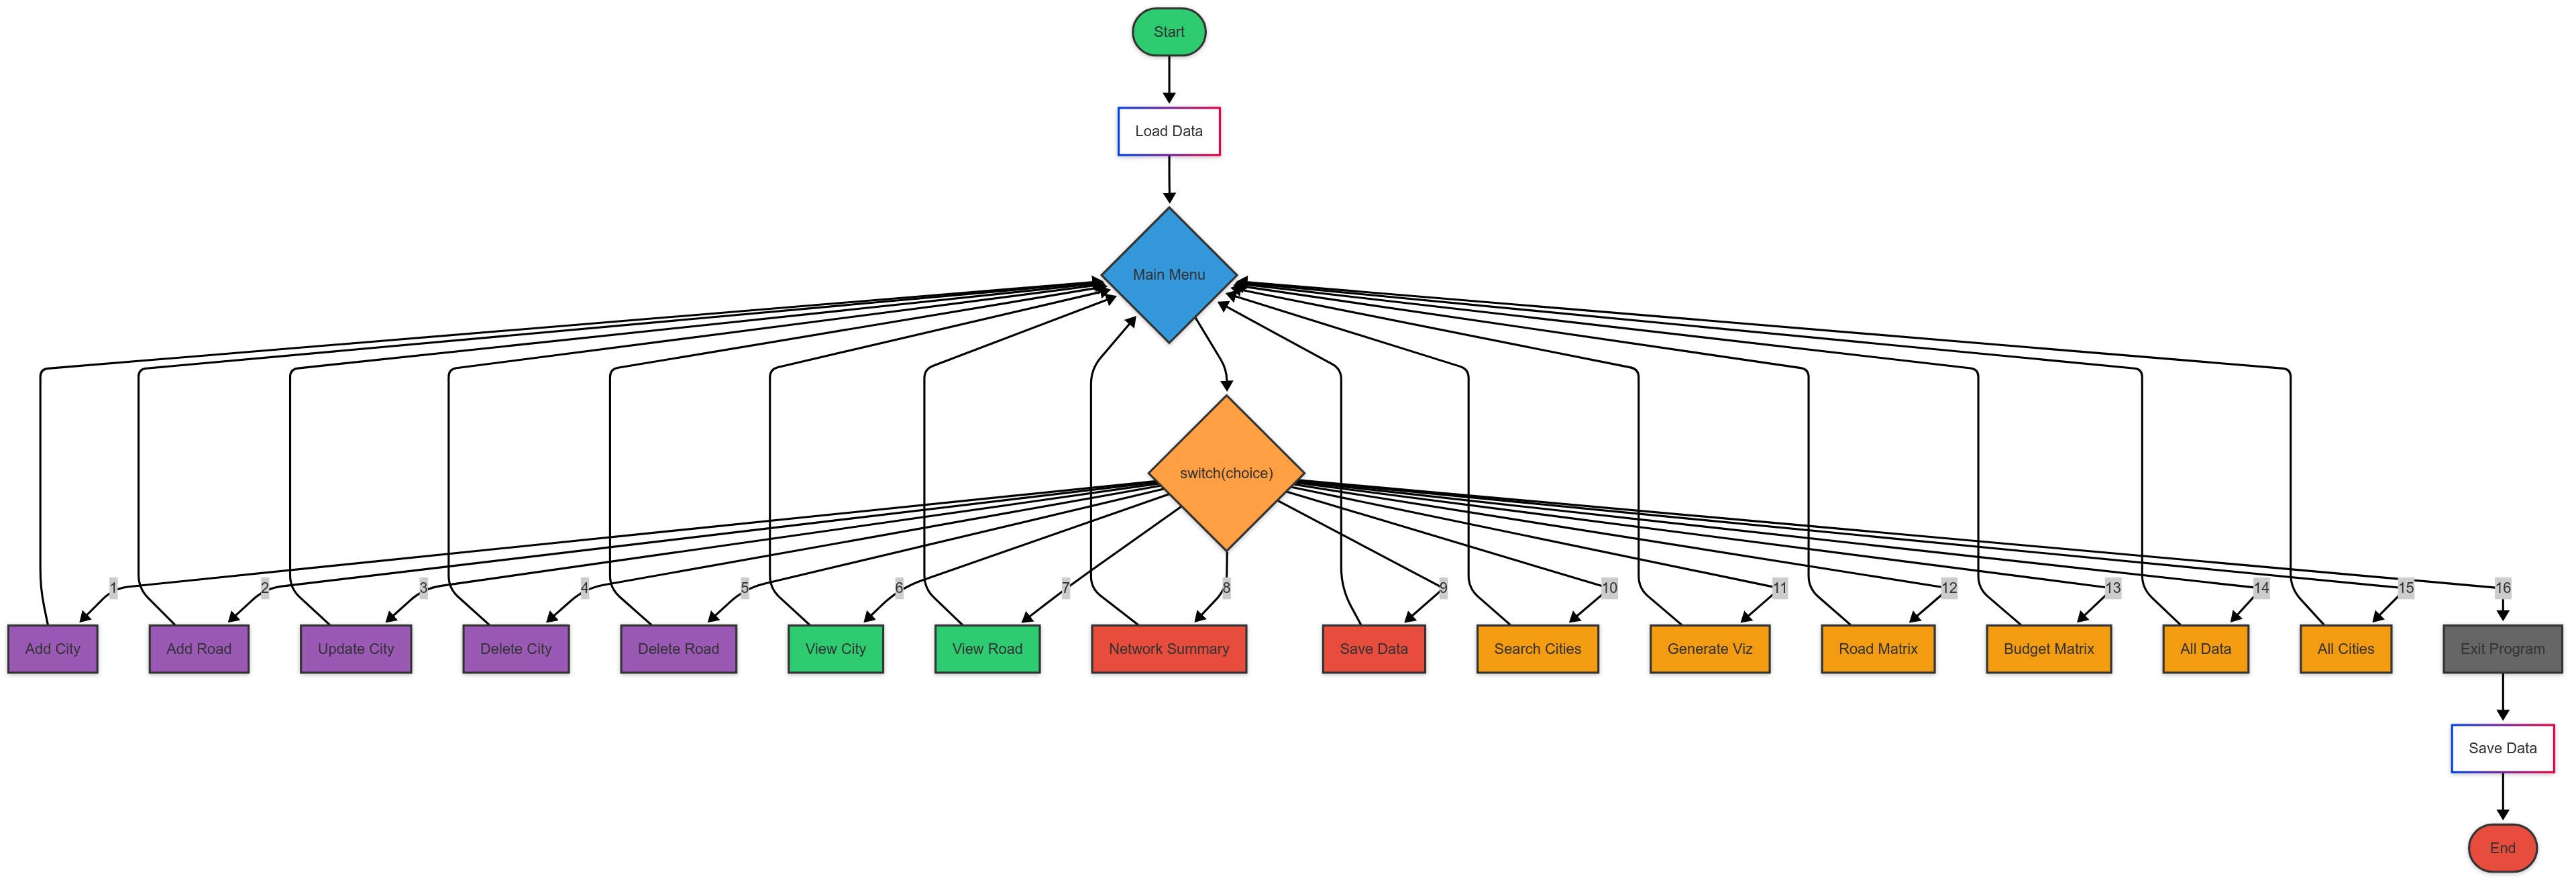 Start
Load Data
Main Menu
switch(choice)
1
2
3
4
5
6
7
8
9
10
11
12
13
14
15
16
Add City
Add Road
Update City
Delete City
Delete Road
View City
View Road
Network Summary
Save Data
Search Cities
Generate Viz
Road Matrix
Budget Matrix
All Data
All Cities
Exit Program
Save Data
End